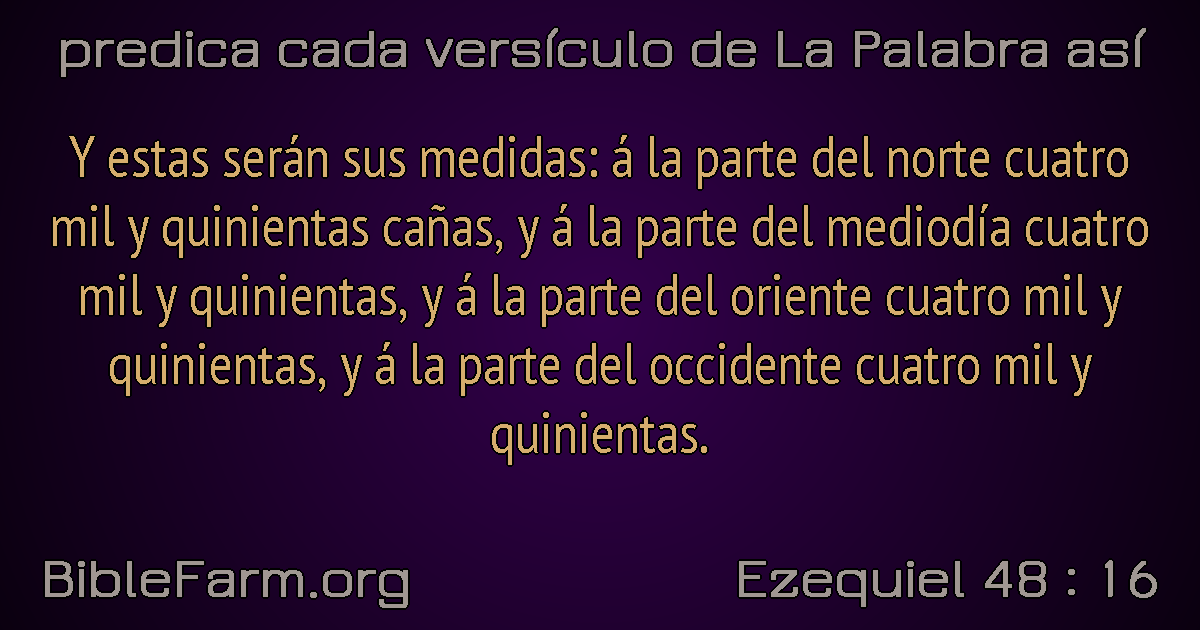 predica cada versículo de La Palabra así
Y estas serán sus medidas: á la parte del norte cuatro
mil y quinientas cañas, y á la parte del mediodía cuatro
mil y quinientas, y á la parte del oriente cuatro mil y
quinientas, y á la parte del occidente cuatro mil y
quinientas.
BibleFarm.org
Ezequiel 48 : 16